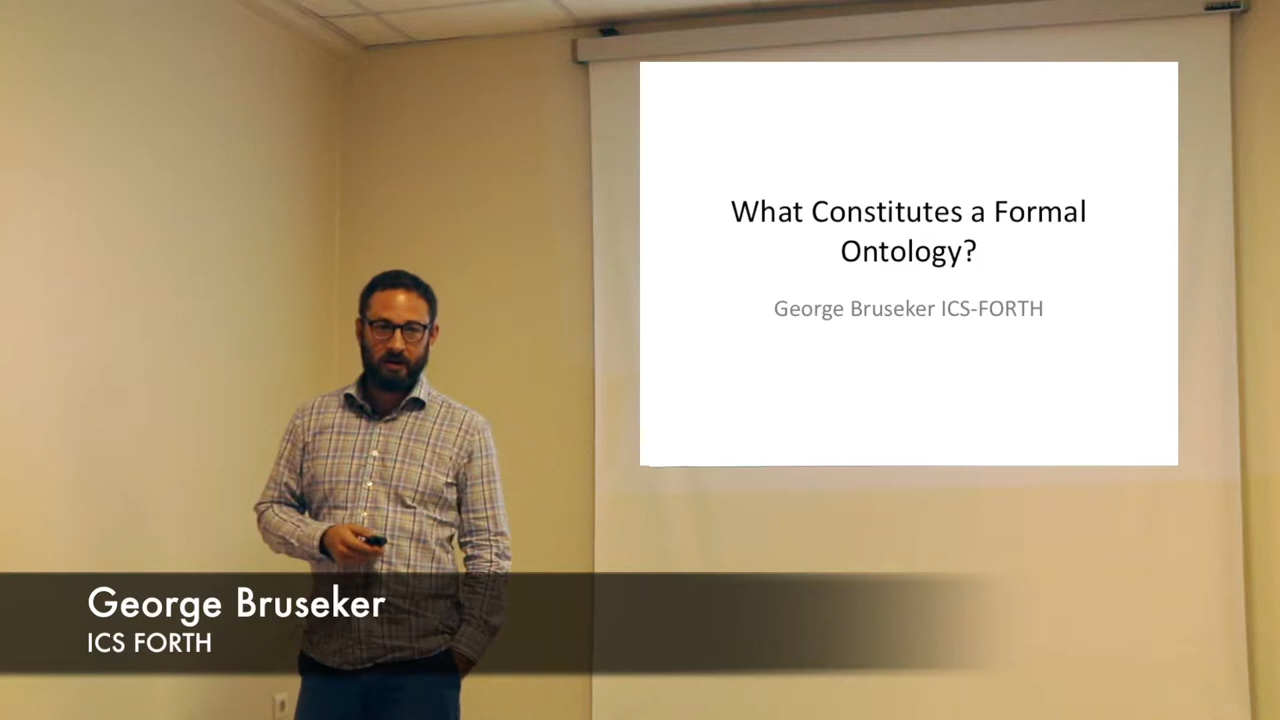 What Constitutes a Formal
Ontology?
George Bruseker ICS-FORTH
George Bruseker
ICS FORTH